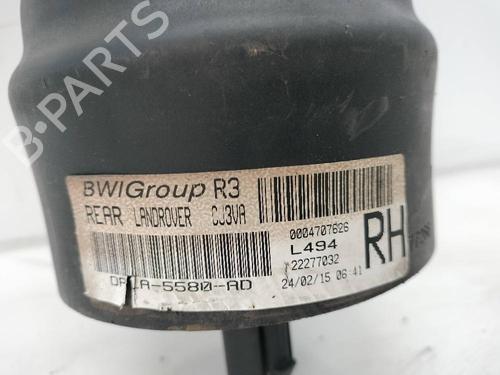 B-PARTS
BWIGroup R3
REAR LANDROVER CJ3VA
0004707626
L494
22277032
24/02/15 06:41
RH